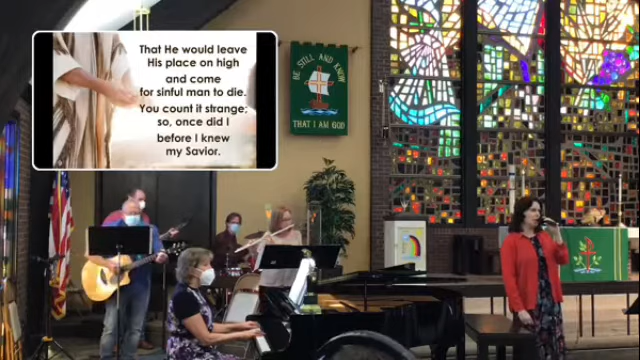 That He would leave
His place on high
and come
for sinful man to die.
You count it strange;
so, once did I
before I knew
my Savior.
BE STILL AND KNOW
THAT I AM GOD